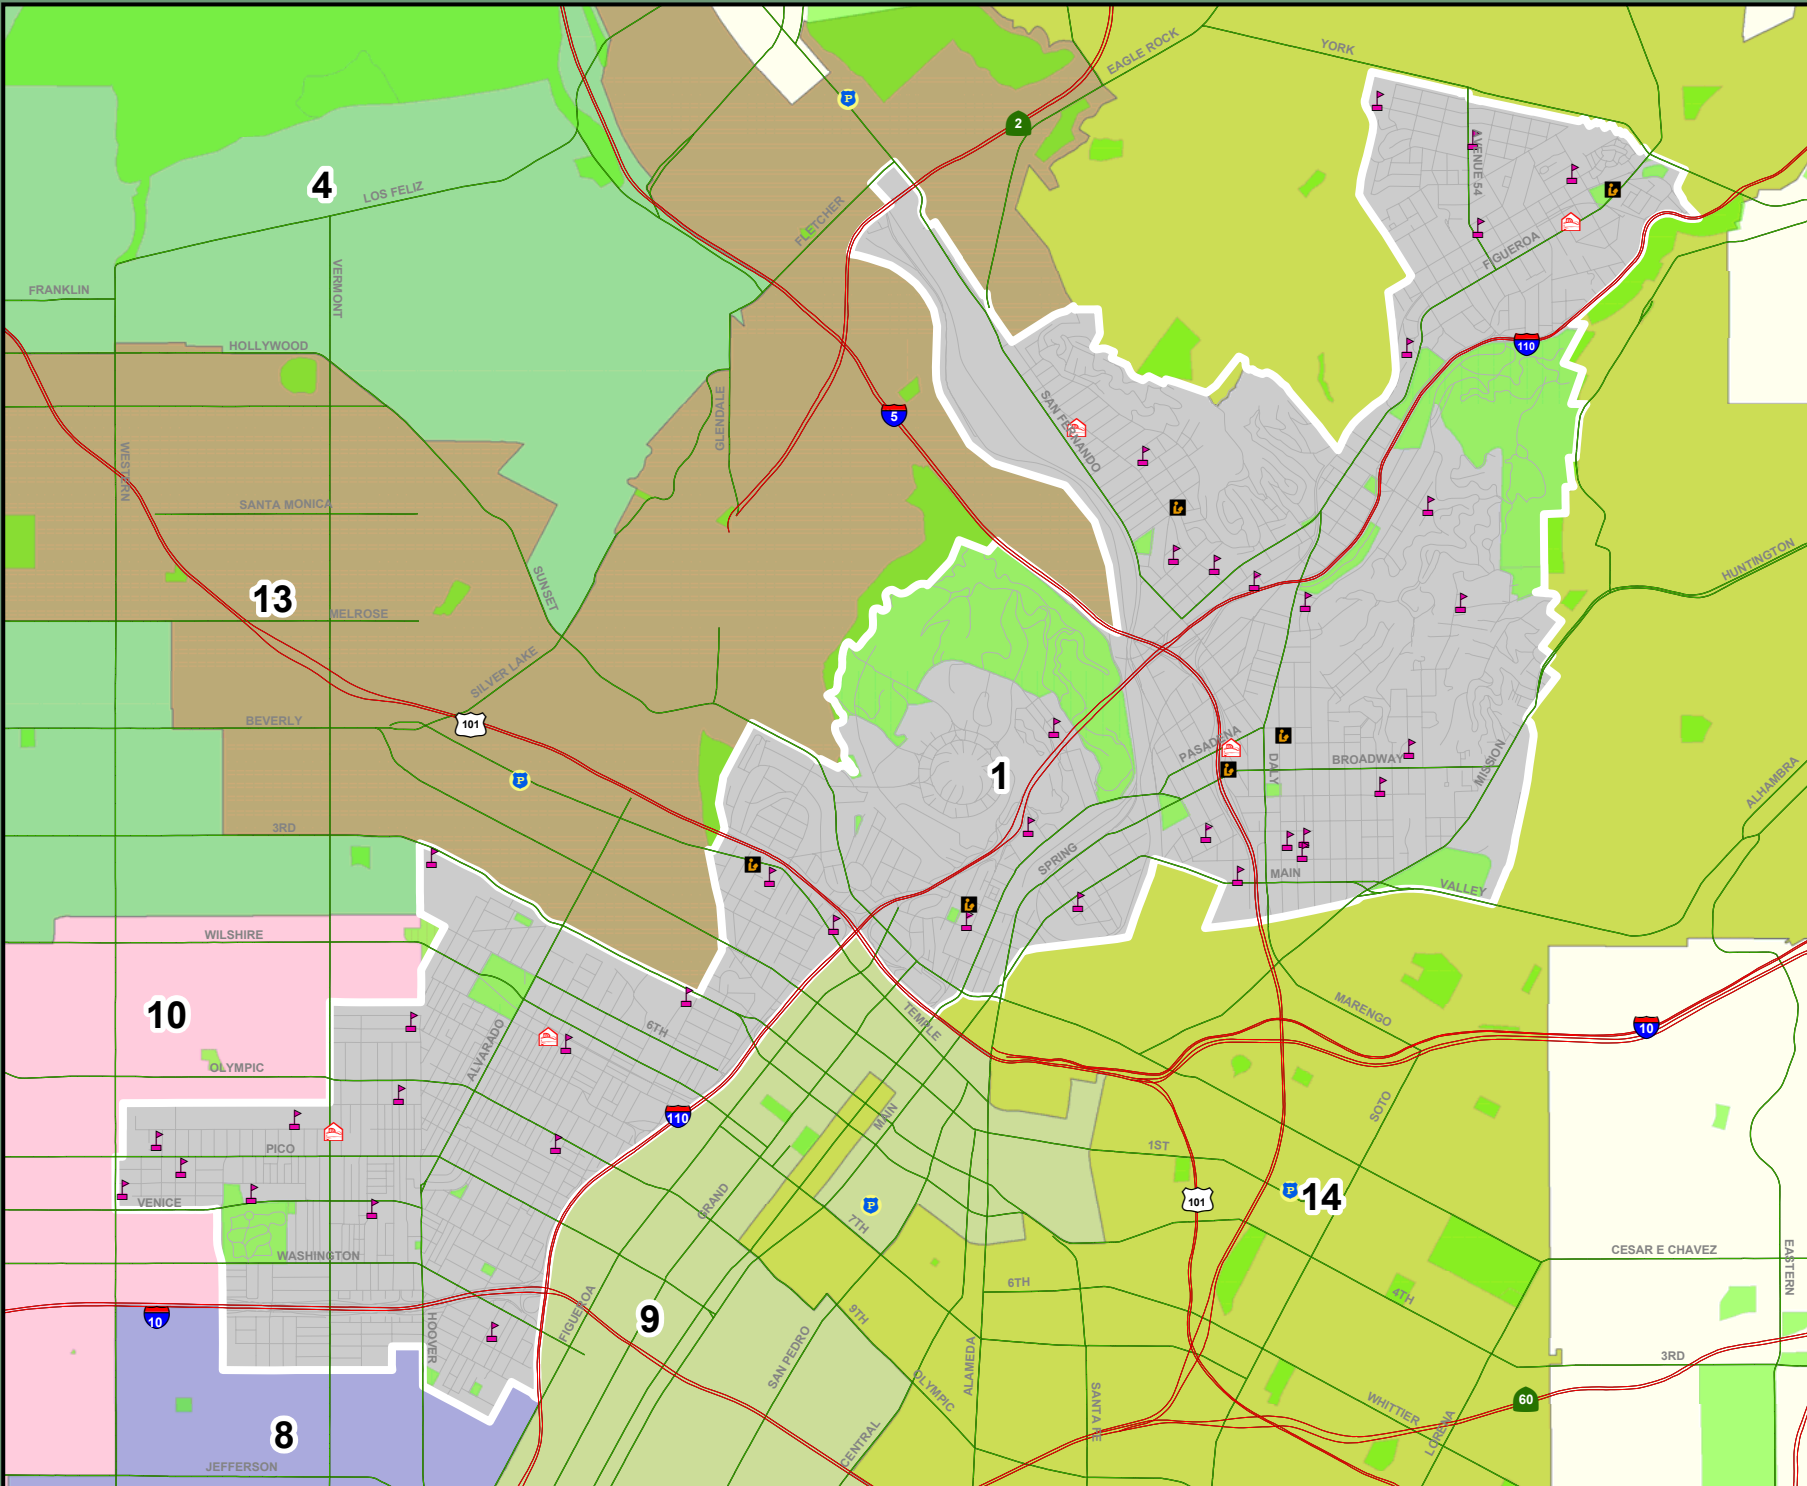 YORK
EAGLE ROCK
P
2
AVENUE 54
4
LOS FELIZ
FLETCHER
FIGUEROA
VERMONT
FRANKLIN
HOLLYWOOD
110
GLENDALE
5
SAN FERNANDO
WESTERN
SANTA MONICA
HUNTINGTON
SUNSET
13
MELROSE
SILVER LAKE
BEVERLY
101
PASADENA
BROADWAY
DALY
MISSION
1
P
ALHAMBRA
3RD
SPRING
MAIN
VALLEY
WILSHIRE
10
6TH
TEMPLE
MARENGO
10
ALVARADO
OLYMPIC
110
MAIN
SOTO
PICO
1ST
VENICE
GRAND
P
7TH
101
P
14
WASHINGTON
CESAR E CHAVEZ
EASTERN
6TH
4TH
10
HOOVER
FIGUEROA
9
9TH
SAN PEDRO
ALAMEDA
3RD
OLYMPIC
SANTA FE
WHITTIER
60
LORENA
8
CENTRAL
JEFFERSON